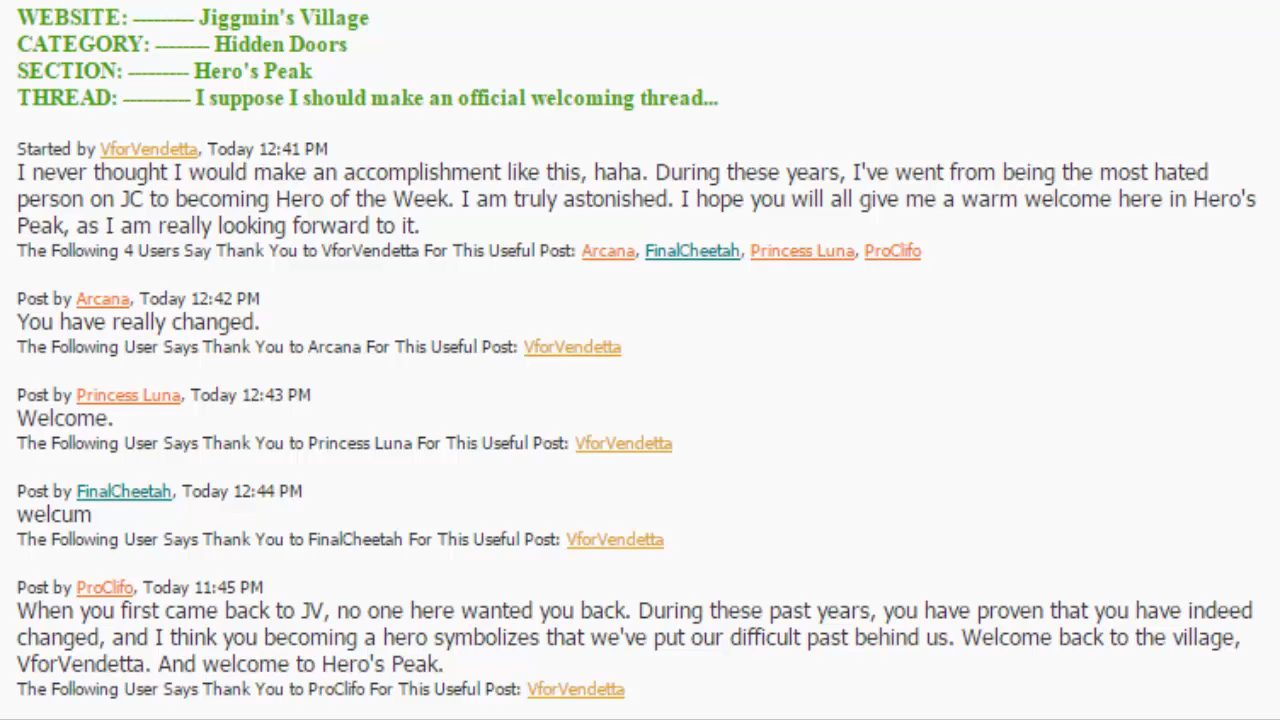 WEBSITE: --------- Jiggmin's Village
CATEGORY: -------- Hidden Doors
SECTION: --------- Hero's Peak
THREAD: ---------- I suppose I should make an official welcoming thread...
Started by VforVendetta, Today 12:41 PM
I never thought I would make an accomplishment like this, haha. During these years, I've went from being the most hated
person on JC to becoming Hero of the Week. I am truly astonished. I hope you will all give me a warm welcome here in Hero's
Peak, as I am really looking forward to it.
The Following 4 Users Say Thank You to VforVendetta For This Useful Post: Arcana, FinalCheetah, Princess Luna, ProClifo
Post by Arcana, Today 12:42 PM
You have really changed.
The Following User Says Thank You to Arcana For This Useful Post: VforVendetta
Post by Princess Luna, Today 12:43 PM
Welcome.
The Following User Says Thank You to Princess Luna For This Useful Post: VforVendetta
Post by FinalCheetah, Today 12:44 PM
welcum
The Following User Says Thank You to FinalCheetah For This Useful Post: VforVendetta
Post by ProClifo, Today 11:45 PM
When you first came back to JV, no one here wanted you back. During these past years, you have proven that you have indeed
changed, and I think you becoming a hero symbolizes that we've put our difficult past behind us. Welcome back to the village,
VforVendetta. And welcome to Hero's Peak.
The Following User Says Thank You to ProClifo For This Useful Post: VforVendetta